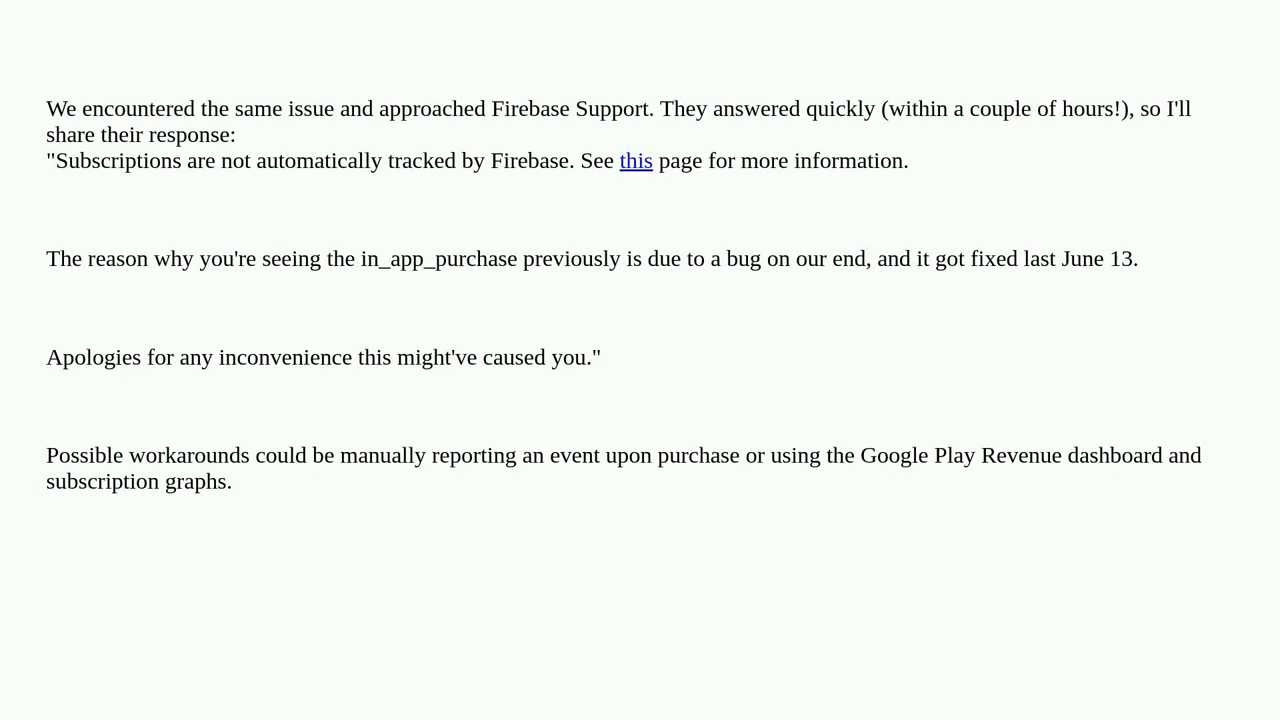 We encountered the same issue and approached Firebase Support. They answered quickly (within a couple of hours!), so I'll
share their response:
"Subscriptions are not automatically tracked by Firebase. See this page for more information.
The reason why you're seeing the in_app_purchase previously is due to a bug on our end, and it got fixed last June 13.
Apologies for any inconvenience this might've caused you."
Possible workarounds could be manually reporting an event upon purchase or using the Google Play Revenue dashboard and
subscription graphs.